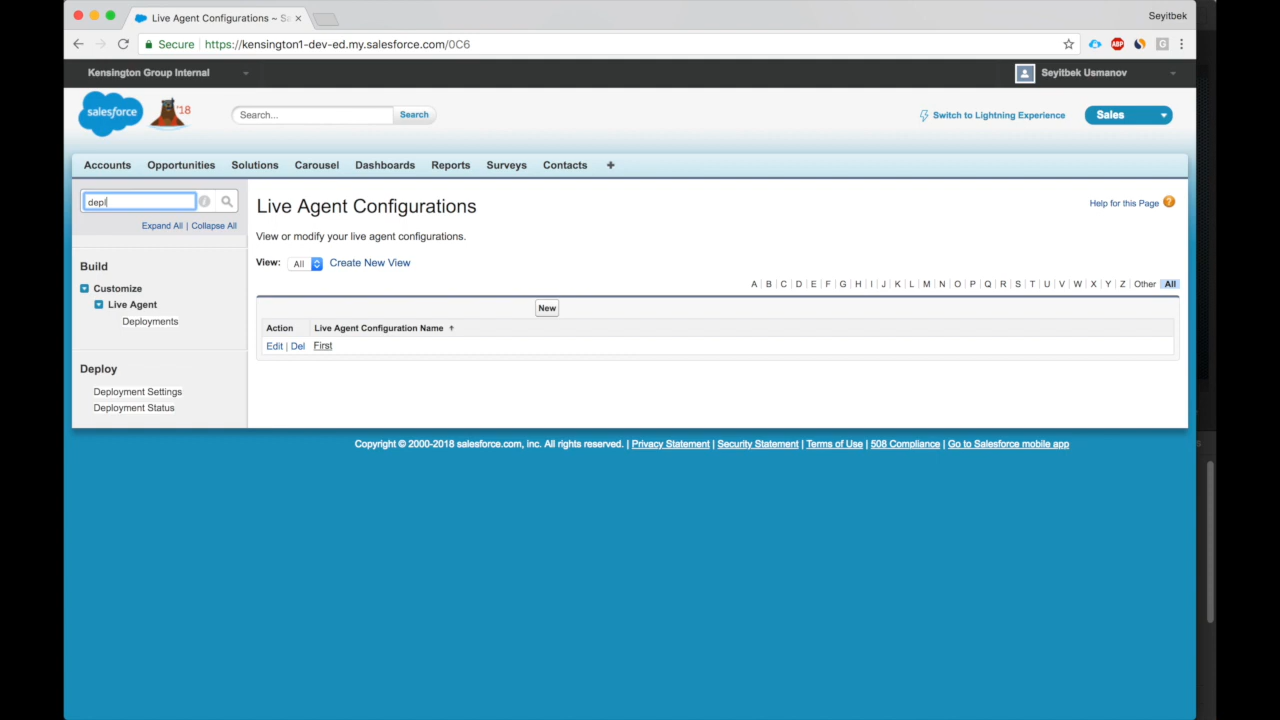 Live Agent Configurations ~ Sa
Seyitbek
Secure https://kensington1-dev-ed.my.salesforce.com/0C6
ABP
G
Kensington Group Internal
Seyitbek Usmanov
salesforce
'18
Search...
Search
Switch to Lightning Experience
Sales
Accounts Opportunities Solutions Carousel Dashboards Reports Surveys Contacts +
depl
Expand All | Collapse All
Build
Customize
Live Agent
Deployments
Deploy
Deployment Settings
Deployment Status
Live Agent Configurations
Help for this Page ?
View or modify your live agent configurations.
View: All Create New View
A | B | C | D | E | F | G | H | I | J | K | L | M | N | O | P | Q | R | S | T | U | V | W | X | Y | Z | Other All
New
Action Live Agent Configuration Name ↑
Edit | Del First
Copyright © 2000-2018 salesforce.com, inc. All rights reserved. | Privacy Statement | Security Statement | Terms of Use | 508 Compliance | Go to Salesforce mobile app